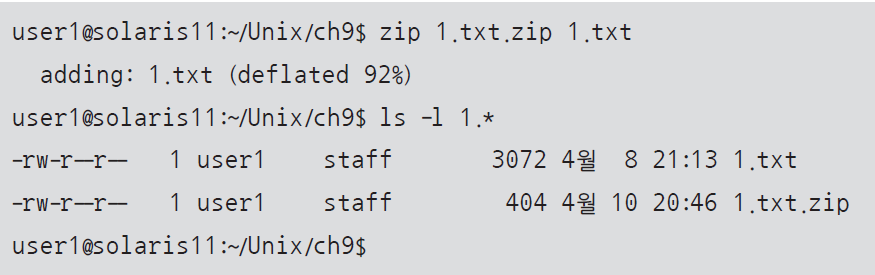 user1@solaris11:~/Unix/ch9$ zip 1.txt.zip 1.txt
  adding: 1.txt (deflated 92%)
user1@solaris11:~/Unix/ch9$ ls -l 1.*
-rw-r--r--   1 user1    staff       3072 4월  8 21:13 1.txt
-rw-r--r--   1 user1    staff        404 4월 10 20:46 1.txt.zip
user1@solaris11:~/Unix/ch9$